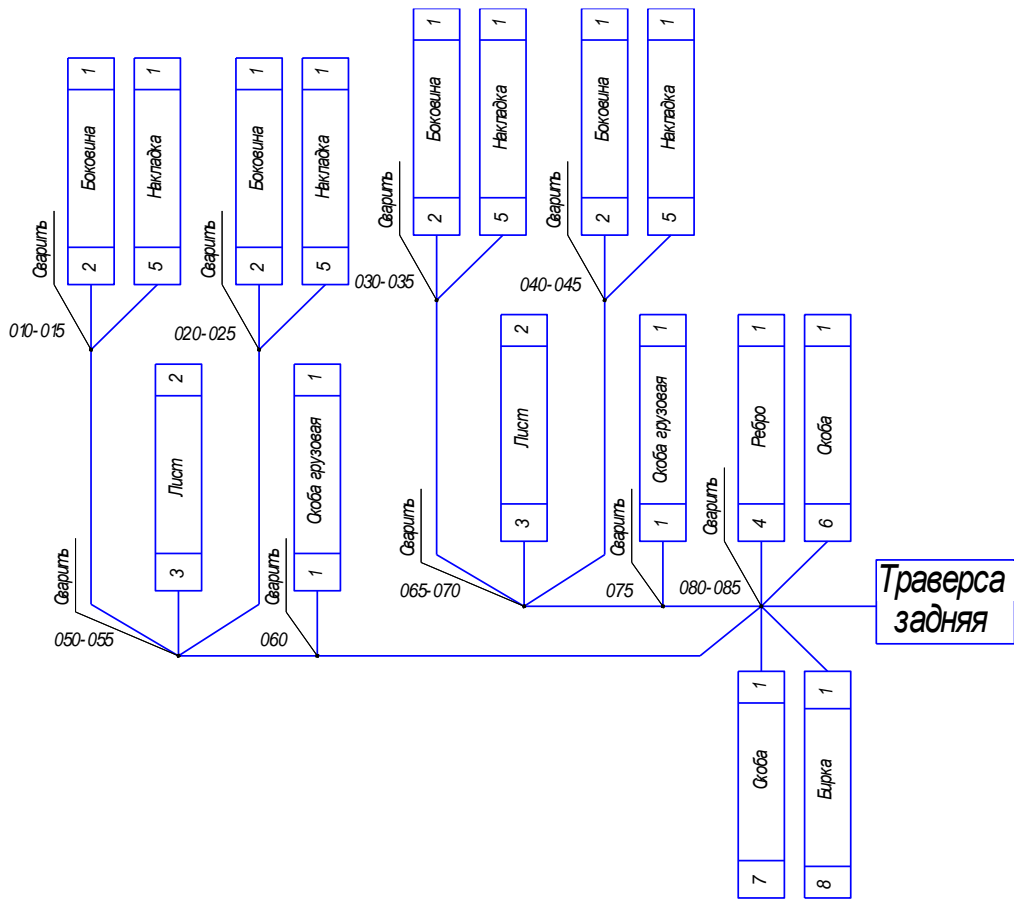 1
Боковина
2
1
Накладка
5
Сварить
010-015
1
Боковина
2
1
Накладка
5
Сварить
020-025
1
Боковина
2
1
Накладка
5
Сварить
030-035
1
Боковина
2
1
Накладка
5
Сварить
040-045
2
Лист
3
Сварить
050-055
1
Скоба грузовая
1
Сварить
060
2
Лист
3
Сварить
065-070
1
Скоба грузовая
1
Сварить
075
1
Ребро
4
1
Скоба
6
Сварить
080-085
Траверса
задняя
1
Скоба
7
1
Бирка
8